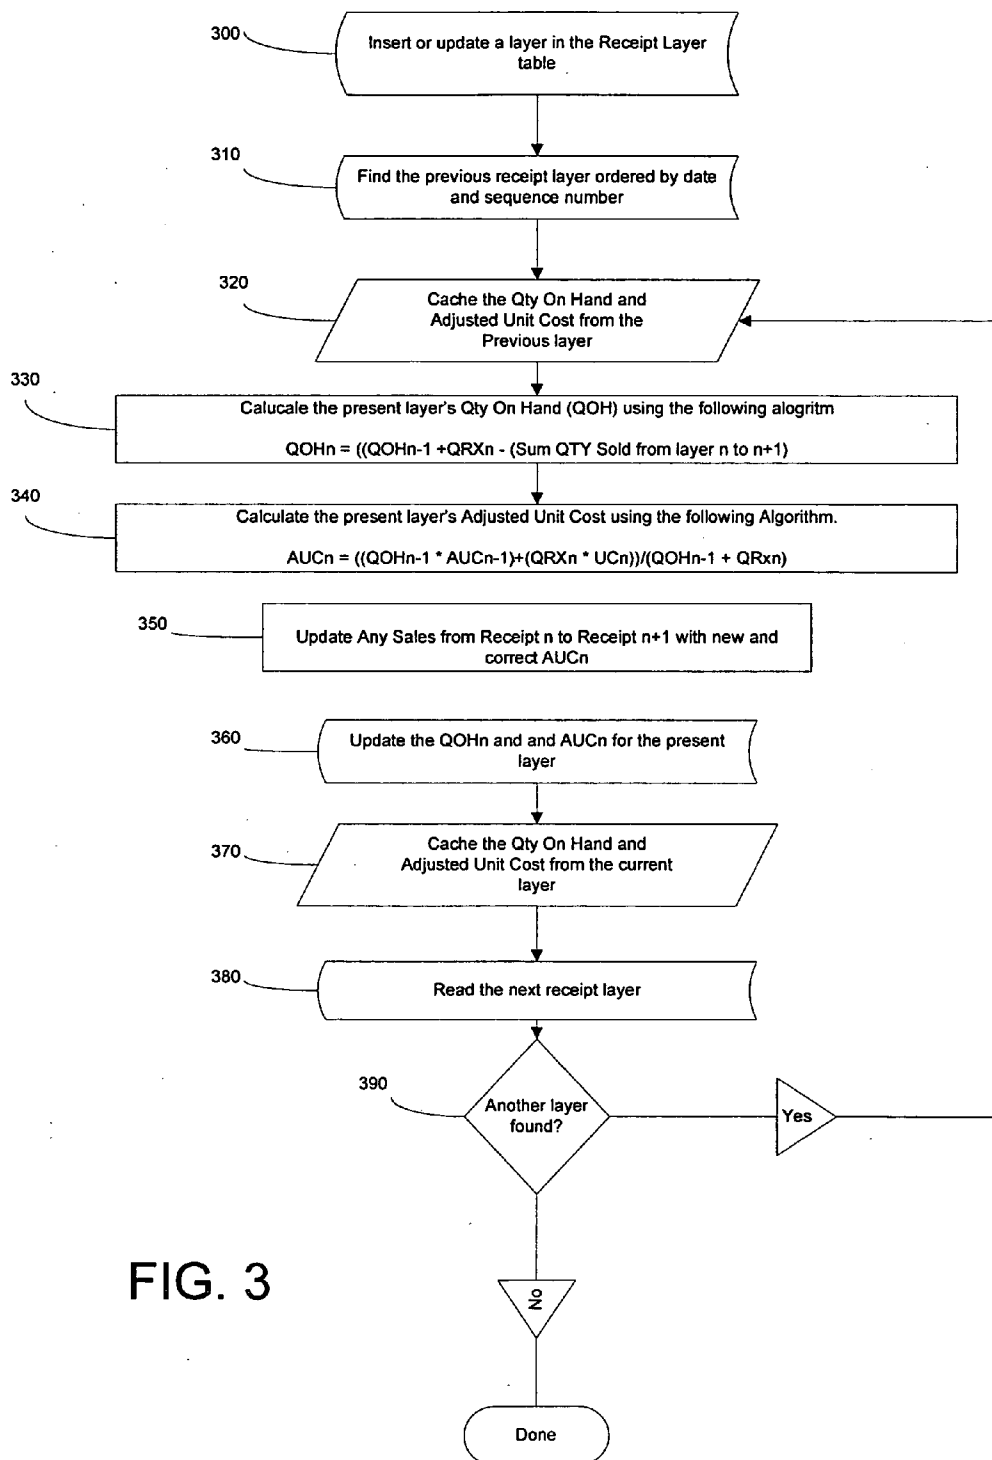 300
Insert or update a layer in the Receipt Layer
table
310
Find the previous receipt layer ordered by date
and sequence number
320
Cache the Qty On Hand and
Adjusted Unit Cost from the
Previous layer
330
Calucale the present layer's Qty On Hand (QOH) using the following alogritm
QOHn = ((QOHn-1 +QRXn - (Sum QTY Sold from layer n to n+1)
340
Calculate the present layer's Adjusted Unit Cost using the following Algorithm.
AUCn = ((QOHn-1 * AUCn-1)+(QRXn * UCn))/(QOHn-1 + QRxn)
350
Update Any Sales from Receipt n to Receipt n+1 with new and
correct AUCn
360
Update the QOHn and and AUCn for the present
layer
370
Cache the Qty On Hand and
Adjusted Unit Cost from the current
layer
380
Read the next receipt layer
390
Another layer
found?
Yes
No
Done
FIG. 3